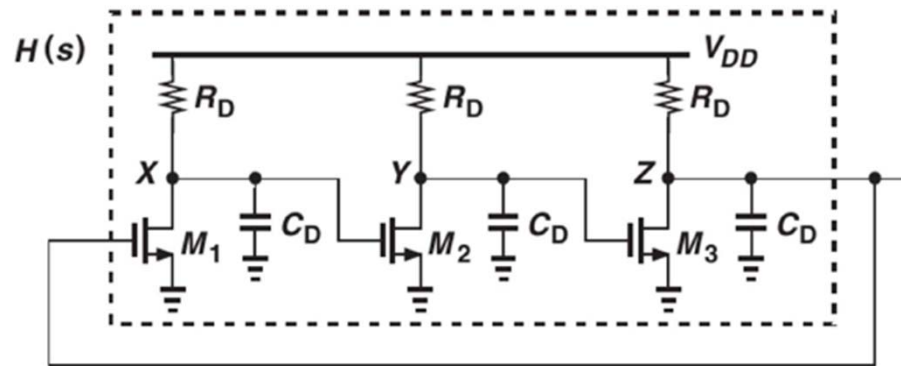 H(s)
V_DD
R_D
R_D
R_D
X
Y
Z
C_D
C_D
C_D
M_1
M_2
M_3